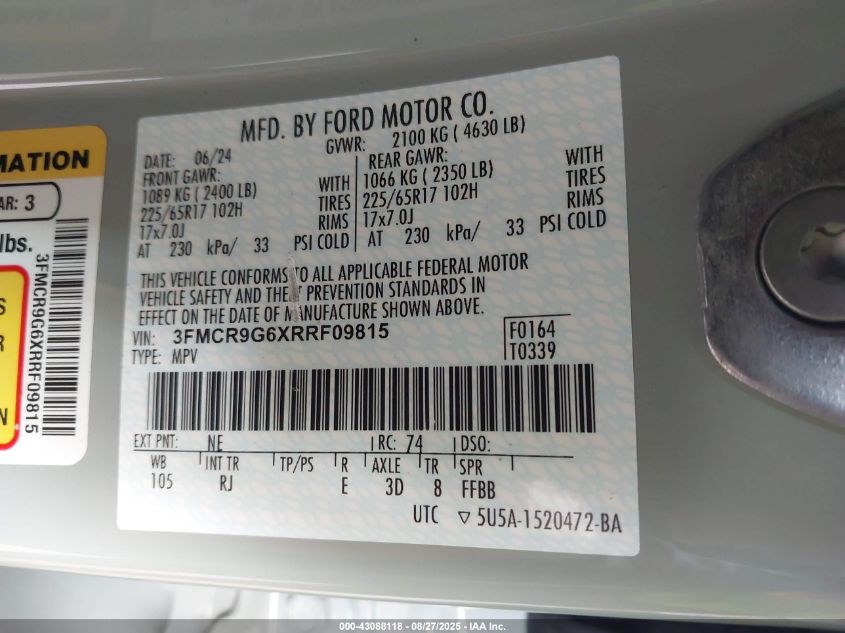 MATION
AR: 3
lbs.
S
R
N
3FMCR9G6XRRF09815
MFD. BY FORD MOTOR CO.
DATE: 06/24 GVWR: 2100 KG ( 4630 LB)
FRONT GAWR: REAR GAWR:
1089 KG ( 2400 LB) WITH 1066 KG ( 2350 LB) WITH
225/65R17 102H TIRES 225/65R17 102H TIRES
17x7.0J RIMS 17x7.0J RIMS
AT 230 kPa/ 33 PSI COLD AT 230 kPa/ 33 PSI COLD
THIS VEHICLE CONFORMS TO ALL APPLICABLE FEDERAL MOTOR
VEHICLE SAFETY AND THEFT PREVENTION STANDARDS IN
EFFECT ON THE DATE OF MANUFACTURE SHOWN ABOVE.
VIN: 3FMCR9G6XRRF09815 F0164
TYPE: MPV T0339
EXT PNT: NE RC: 74 DSO:
WB INT TR TP/PS R AXLE TR SPR
105 RJ E 3D 8 FFBB
UTC ▽ 5U5A-1520472-BA
000-43088118 - 08/27/2025 - IAA Inc.